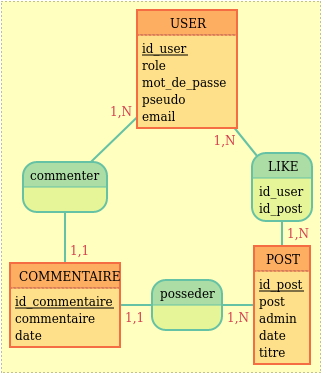 USER
id_user
role
mot_de_passe
pseudo
email
1,N
1,N
commenter
LIKE
id_user
id_post
1,N
1,1
COMMENTAIRE
id_commentaire
commentaire
date
1,1
posseder
1,N
POST
id_post
post
admin
date
titre